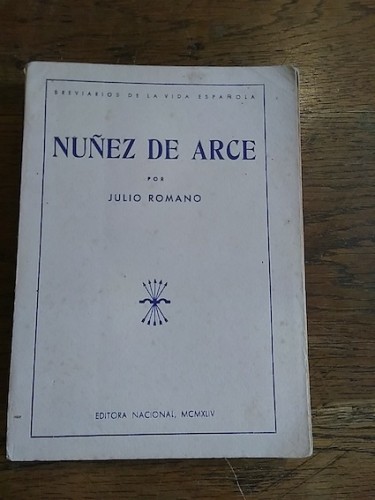 BREVIARIOS DE LA VIDA ESPAÑOLA
NUÑEZ DE ARCE
POR
JULIO ROMANO
EDITORA NACIONAL, MCMXLIV